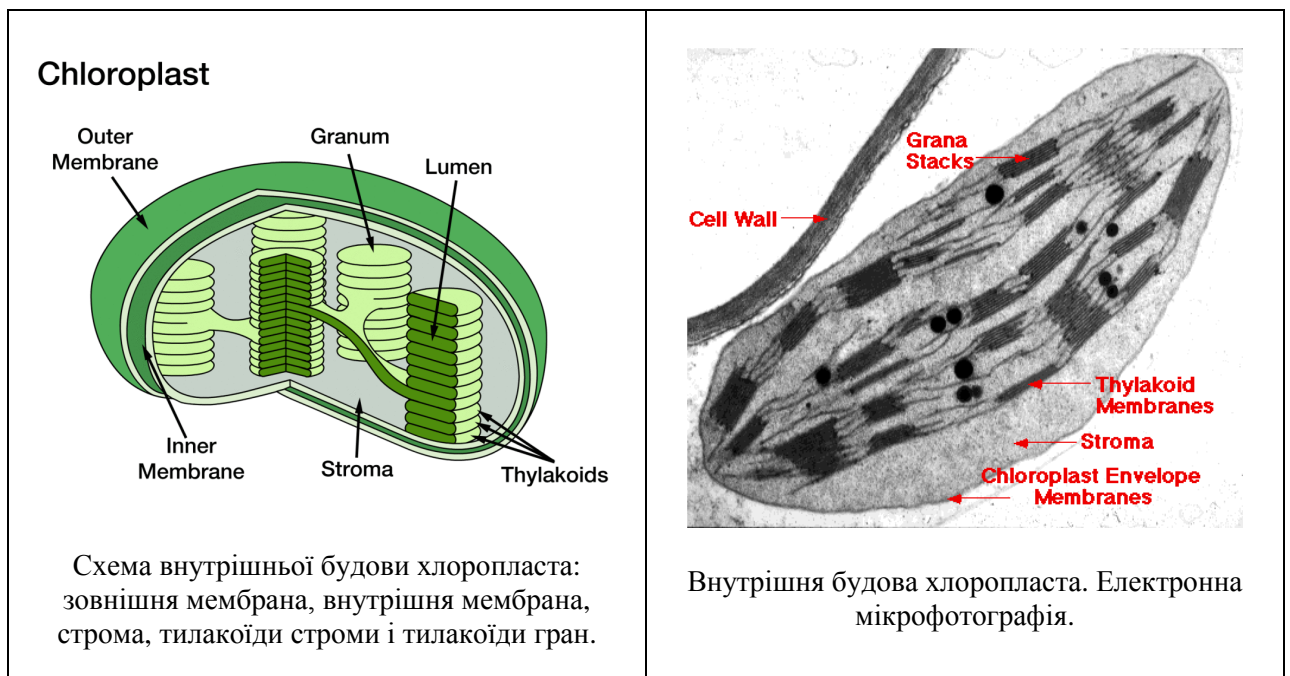 Chloroplast
Outer
Membrane
Granum
Lumen
Inner
Membrane
Stroma
Thylakoids
Схема внутрішньої будови хлоропласта:
зовнішня мембрана, внутрішня мембрана,
строма, тилакоїди строми і тилакоїди гран.
Grana
Stacks
Cell Wall
Thylakoid
Membranes
Stroma
Chloroplast Envelope
Membranes
Внутрішня будова хлоропласта. Електронна
мікрофотографія.